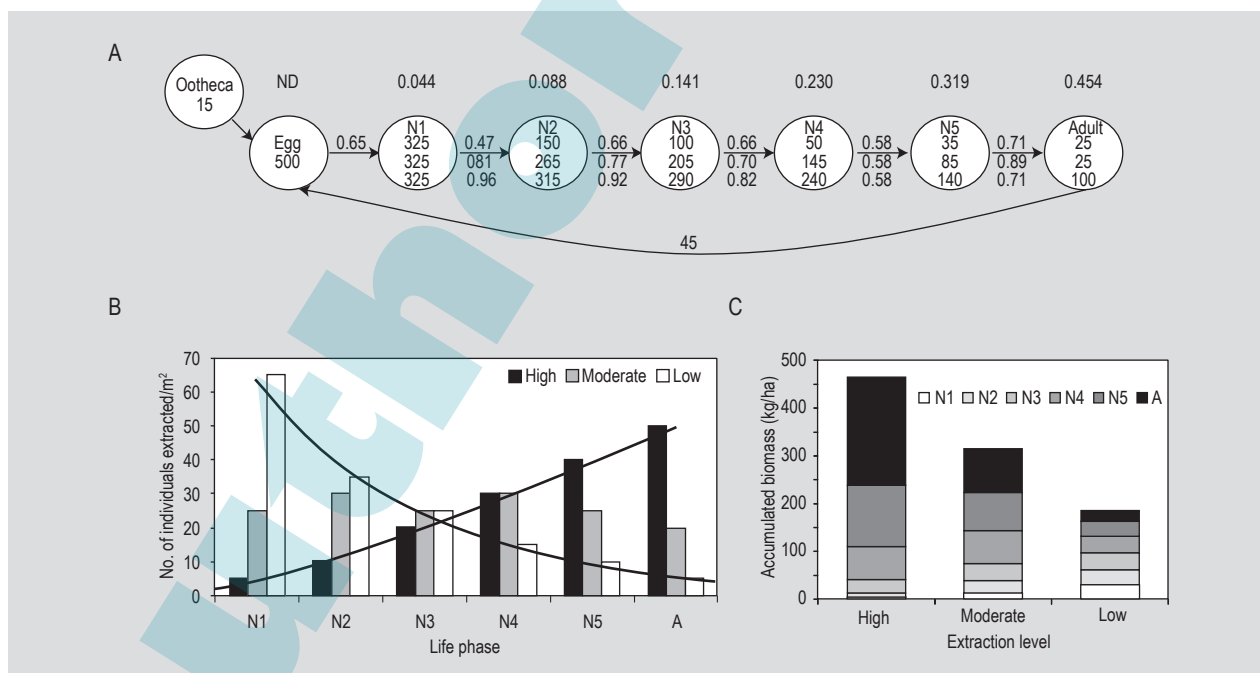 A
Ootheca
15
ND 0.044 0.088 0.141 0.230 0.319 0.454
Egg
500
0.65
N1
325
325
325
0.47
081
0.96
N2
150
265
315
0.66
0.77
0.92
N3
100
205
290
0.66
0.70
0.82
N4
50
145
240
0.58
0.58
0.58
N5
35
85
140
0.71
0.89
0.71
Adult
25
25
100
45
B
No. of individuals extracted/m²
70
60
50
40
30
20
10
0
High Moderate Low
N1 N2 N3 N4 N5 A
Life phase
C
Accumulated biomass (kg/ha)
500
400
300
200
100
0
N1 N2 N3 N4 N5 A
High Moderate Low
Extraction level
uthor